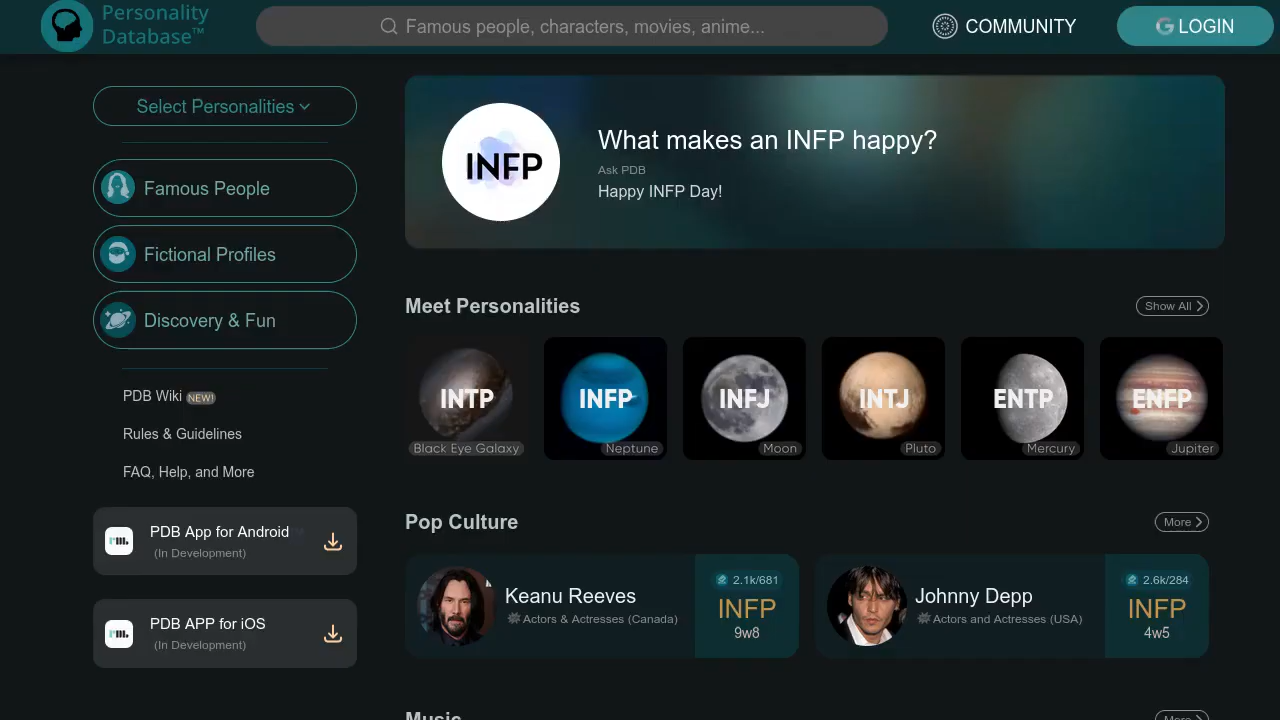 Personality
Database™
Famous people, characters, movies, anime...
COMMUNITY
LOGIN
Select Personalities
Famous People
Fictional Profiles
Discovery & Fun
PDB Wiki NEW!
Rules & Guidelines
FAQ, Help, and More
PDB App for Android
(In Development)
PDB APP for iOS
(In Development)
INFP
What makes an INFP happy?
Ask PDB
Happy INFP Day!
Meet Personalities
Show All
INTP
Black Eye Galaxy
INFP
Neptune
INFJ
Moon
INTJ
Pluto
ENTP
Mercury
ENFP
Jupiter
Pop Culture
More
Keanu Reeves
Actors & Actresses (Canada)
2.1k/681
INFP
9w8
Johnny Depp
Actors and Actresses (USA)
2.6k/284
INFP
4w5
Music
More